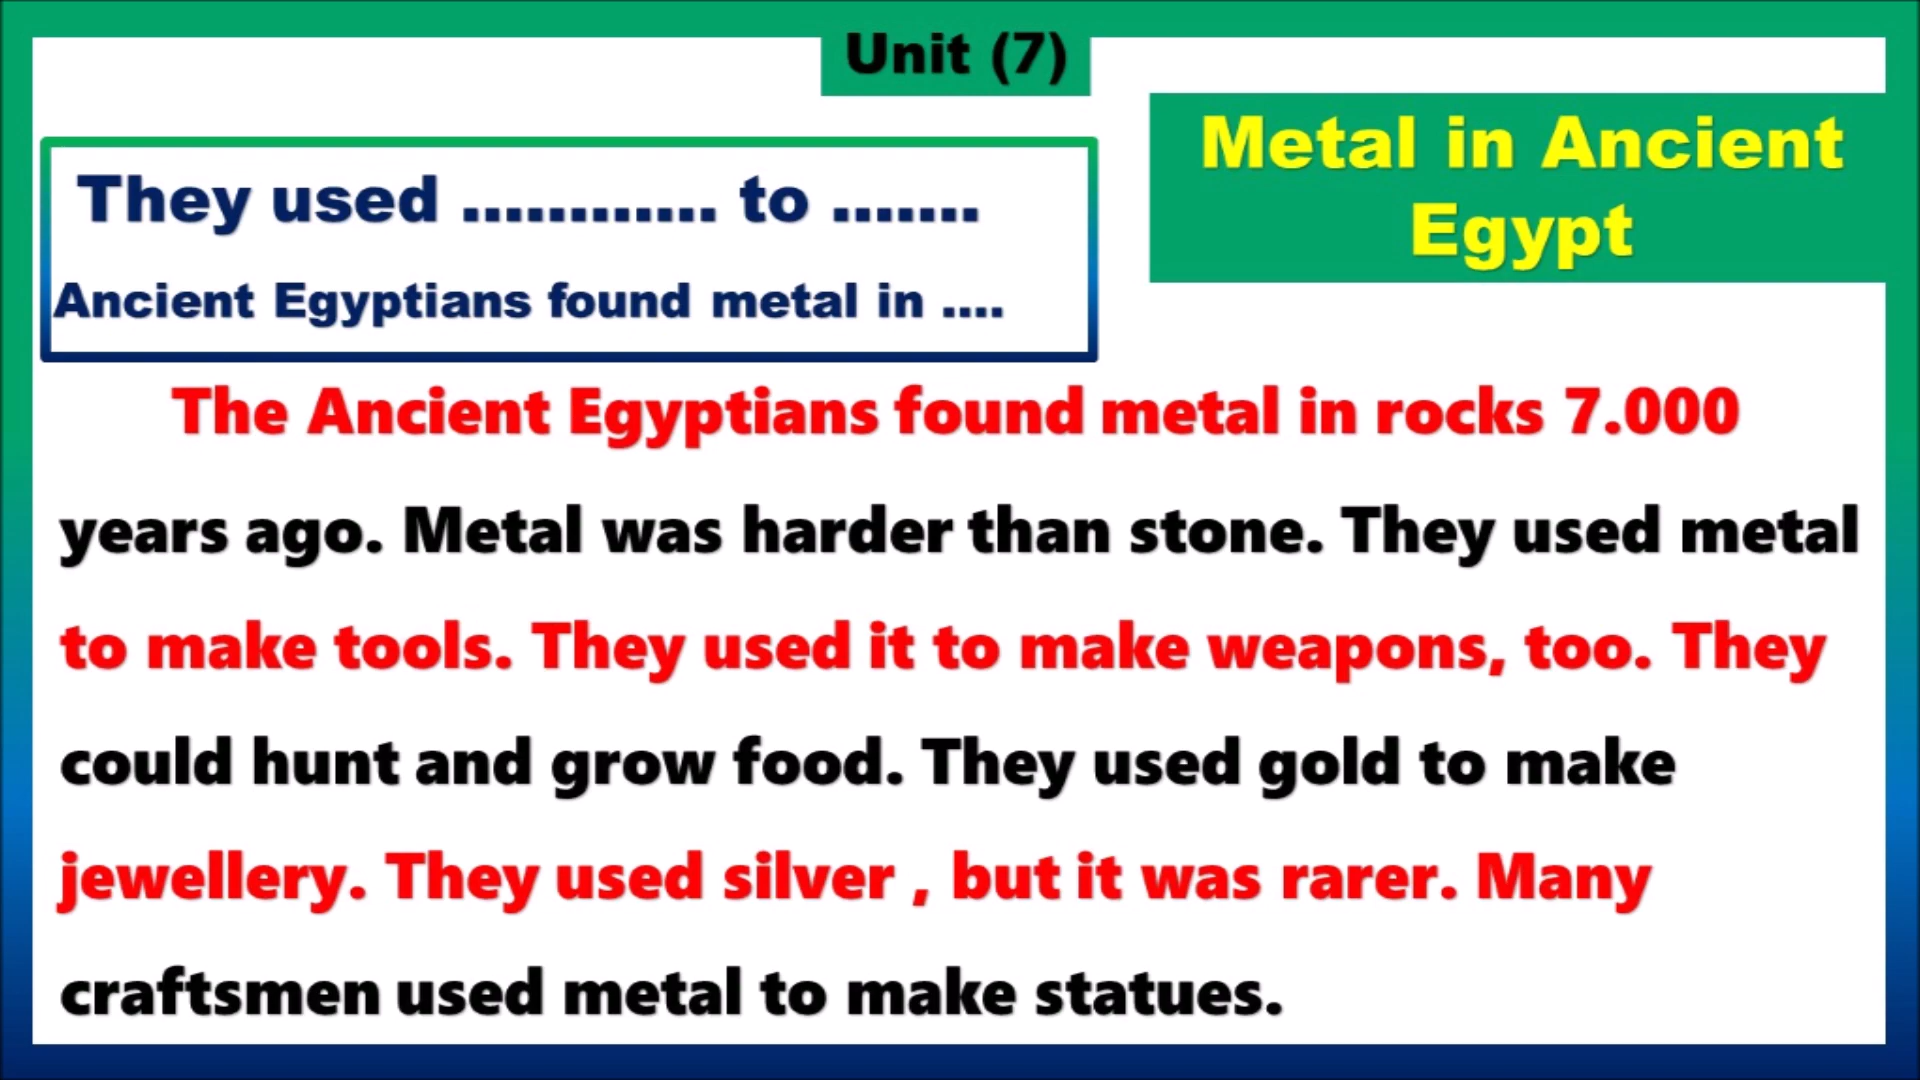 Unit (7)
Metal in Ancient
Egypt
They used ............ to .......
Ancient Egyptians found metal in ....
The Ancient Egyptians found metal in rocks 7.000
years ago. Metal was harder than stone. They used metal
to make tools. They used it to make weapons, too. They
could hunt and grow food. They used gold to make
jewellery. They used silver , but it was rarer. Many
craftsmen used metal to make statues.